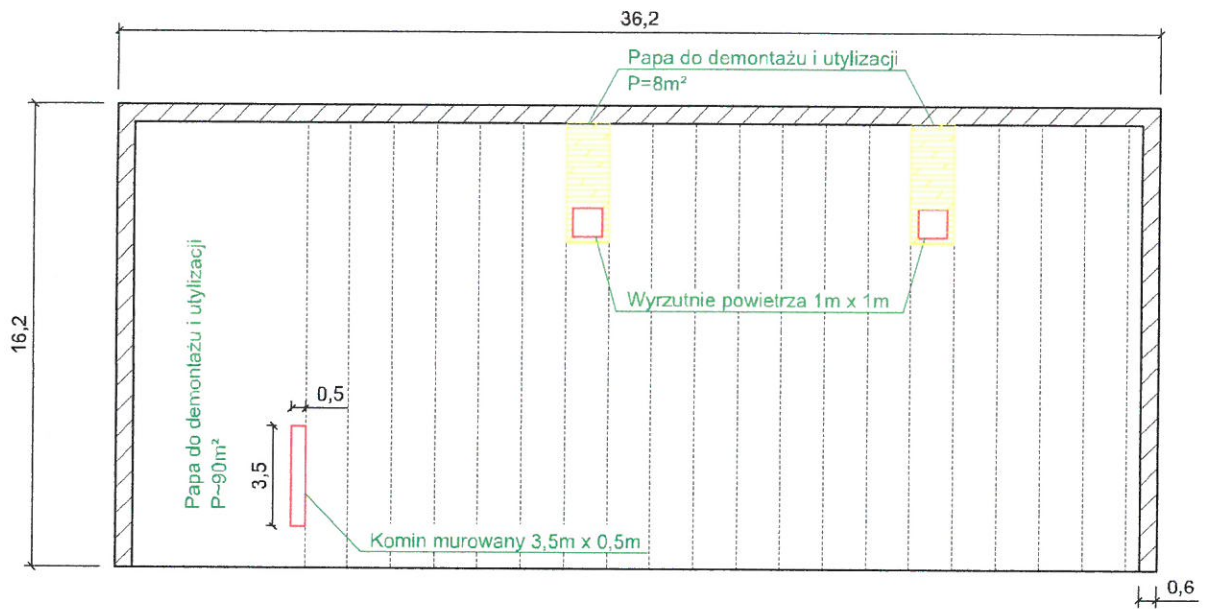 36,2
Papa do demontażu i utylizacji
P=8m²
16,2
Papa do demontażu i utylizacji
P~90m²
Wyrzutnie powietrza 1m x 1m
0,5
3,5
Komin murowany 3,5m x 0,5m
0,6